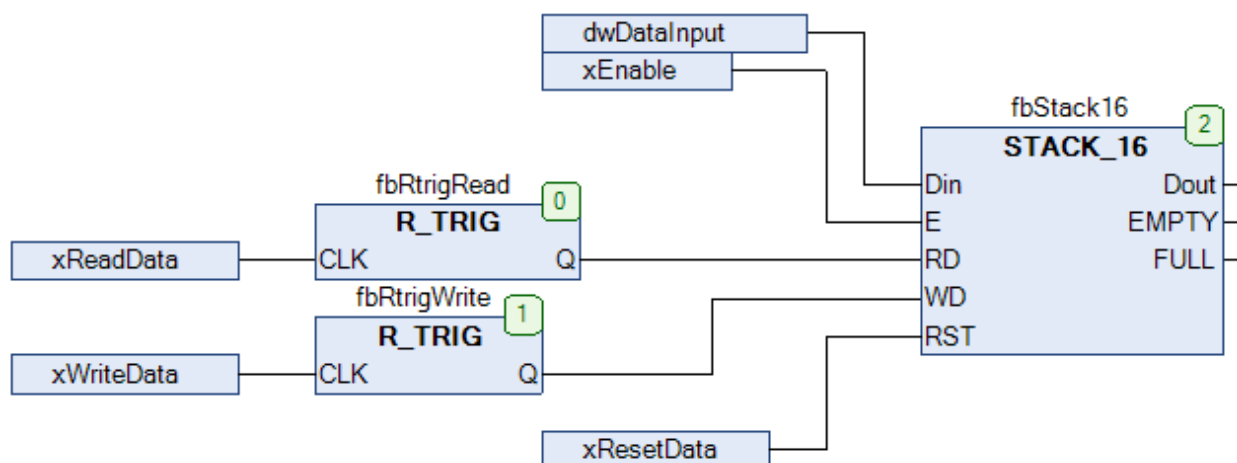 dwDataInput
xEnable
fbStack16
2
STACK_16
Din Dout
E EMPTY
RD FULL
WD
RST
fbRtrigRead
0
R_TRIG
xReadData CLK Q
fbRtrigWrite
1
R_TRIG
xWriteData CLK Q
xResetData